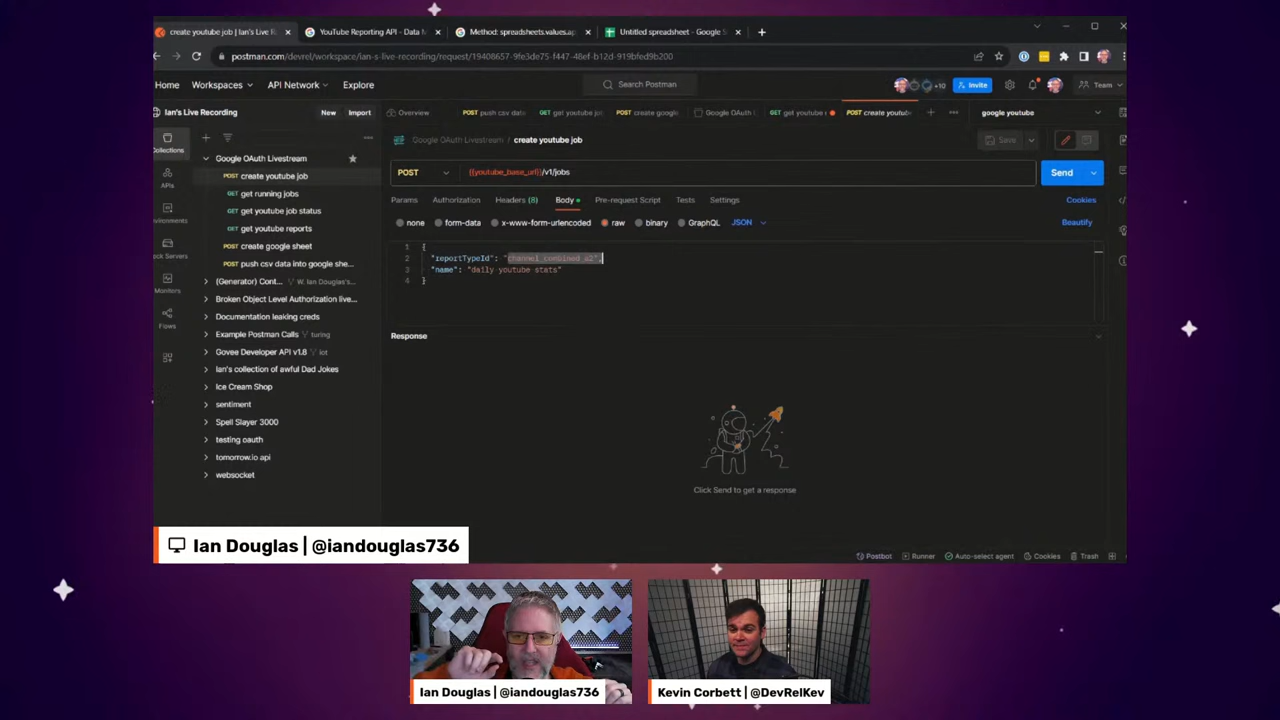 create youtube job | Ian's Live R
YouTube Reporting API - Data M
Method: spreadsheets.values.ap
Untitled spreadsheet - Google S
postman.com/devrel/workspace/ian-s-live-recording/request/19408657-9fe3de75-f447-48ef-b12d-919bf69bd200
Home
Workspaces
API Network
Explore
Search Postman
+10
Invite
Team
Ian's Live Recording
New
Import
Overview
POST push csv data
GET get youtube jo
POST create google
Google OAuth l
GET get youtube r
POST create youtub
google youtube
Collections
APIs
Environments
Mock Servers
Monitors
Flows
Google OAuth Livestream
POST create youtube job
GET get running jobs
GET get youtube job status
GET get youtube reports
POST create google sheet
POST push csv data into google she...
(Generator) Cont... W. Ian Douglas's...
Broken Object Level Authorization live...
Documentation leaking creds
Example Postman Calls turing
Govee Developer API v1.8 iot
Ian's collection of awful Dad Jokes
Ice Cream Shop
sentiment
Spell Slayer 3000
testing oauth
tomorrow.io api
websocket
Google OAuth Livestream / create youtube job
Save
POST
{{youtube_base_url}}/v1/jobs
Send
Params
Authorization
Headers (8)
Body
Pre-request Script
Tests
Settings
Cookies
none
form-data
x-www-form-urlencoded
raw
binary
GraphQL
JSON
Beautify
1 {
2 "reportTypeId": "channel_combined_a2",
3 "name": "daily youtube stats"
4 }
Response
Click Send to get a response
Postbot
Runner
Auto-select agent
Cookies
Trash
Ian Douglas | @iandouglas736
Ian Douglas | @iandouglas736
Kevin Corbett | @DevRelKev